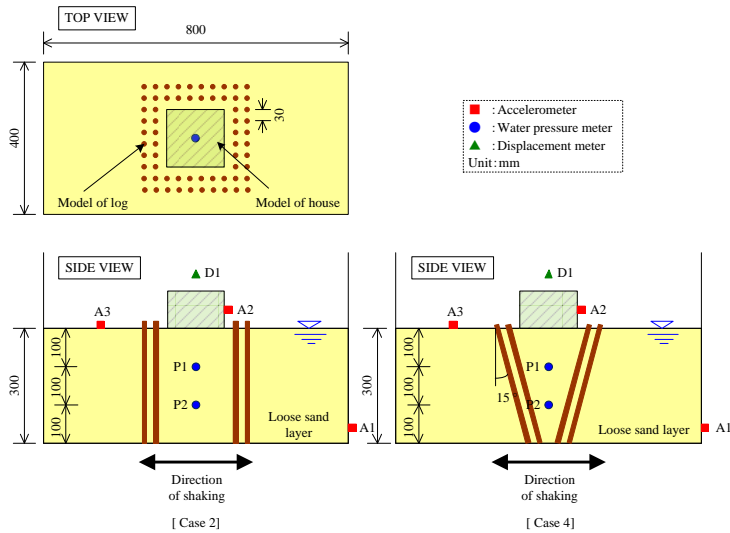 TOP VIEW
800
400
30
Model of log
Model of house
: Accelerometer
: Water pressure meter
: Displacement meter
Unit : mm
SIDE VIEW
D1
A3
A2
300
100
100
100
P1
P2
Loose sand
layer
A1
Direction
of shaking
[ Case 2]
SIDE VIEW
D1
A3
A2
300
100
100
100
P1
P2
15
Loose sand layer
A1
Direction
of shaking
[ Case 4]